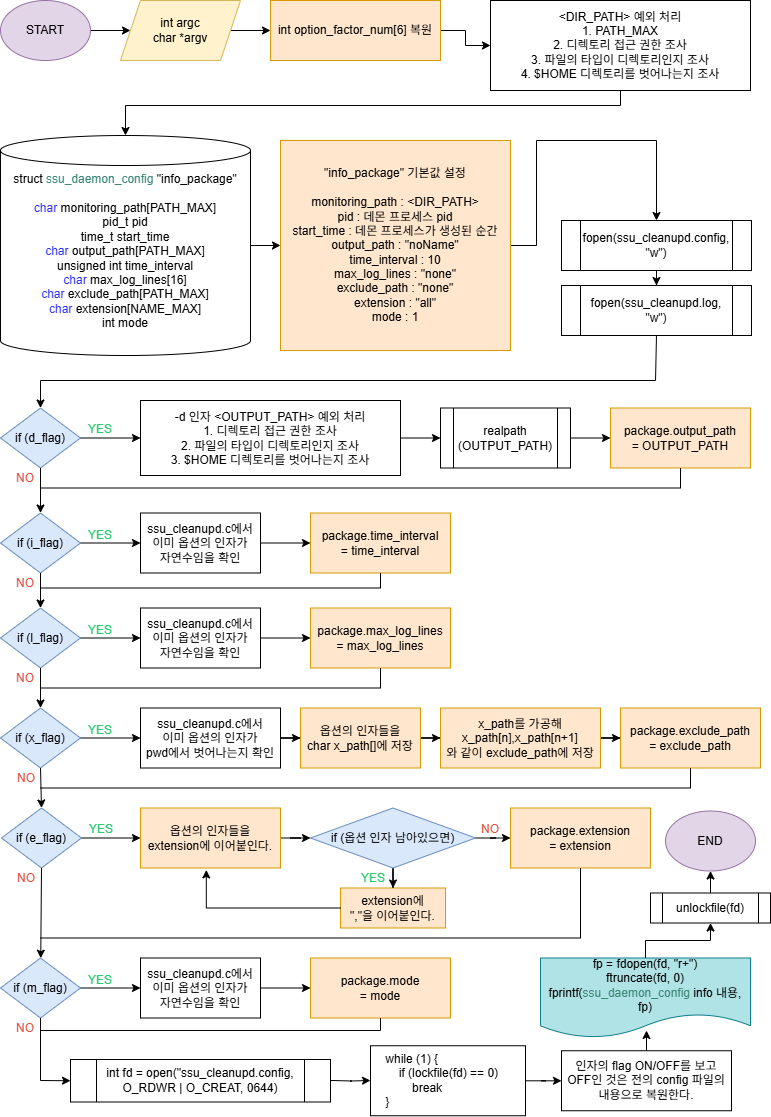 START
int argc
char *argv
int option_factor_num[6] 복원
<DIR_PATH> 예외 처리
1. PATH_MAX
2. 디렉토리 접근 권한 조사
3. 파일의 타입이 디렉토리인지 조사
4. $HOME 디렉토리를 벗어나는지 조사
struct ssu_daemon_config "info_package"
char monitoring_path[PATH_MAX]
pid_t pid
time_t start_time
char output_path[PATH_MAX]
unsigned int time_interval
char max_log_lines[16]
char exclude_path[PATH_MAX]
char extension[NAME_MAX]
int mode
"info_package" 기본값 설정
monitoring_path : <DIR_PATH>
pid : 데몬 프로세스 pid
start_time : 데몬 프로세스가 생성된 순간
output_path : "noName"
time_interval : 10
max_log_lines : "none"
exclude_path : "none"
extension : "all"
mode : 1
fopen(ssu_cleanupd.config,
"w")
fopen(ssu_cleanupd.log,
"w")
if (d_flag)
YES
NO
-d 인자 <OUTPUT_PATH> 예외 처리
1. 디렉토리 접근 권한 조사
2. 파일의 타입이 디렉토리인지 조사
3. $HOME 디렉토리를 벗어나는지 조사
realpath
(OUTPUT_PATH)
package.output_path
= OUTPUT_PATH
if (i_flag)
YES
NO
ssu_cleanupd.c에서
이미 옵션의 인자가
자연수임을 확인
package.time_interval
= time_interval
if (l_flag)
YES
NO
ssu_cleanupd.c에서
이미 옵션의 인자가
자연수임을 확인
package.max_log_lines
= max_log_lines
if (x_flag)
YES
NO
ssu_cleanupd.c에서
이미 옵션의 인자가
pwd에서 벗어나는지 확인
옵션의 인자들을
char x_path[]에 저장
x_path를 가공해
x_path[n],x_path[n+1]
와 같이 exclude_path에 저장
package.exclude_path
= exclude_path
if (e_flag)
YES
NO
옵션의 인자들을
extension에 이어붙인다.
if (옵션 인자 남아있으면)
YES
NO
extension에
","을 이어붙인다.
package.extension
= extension
END
unlockfile(fd)
if (m_flag)
YES
NO
ssu_cleanupd.c에서
이미 옵션의 인자가
자연수임을 확인
package.mode
= mode
fp = fdopen(fd, "r+")
ftruncate(fd, 0)
fprintf(ssu_daemon_config info 내용,
fp)
int fd = open("ssu_cleanupd.config,
O_RDWR | O_CREAT, 0644)
while (1) {
if (lockfile(fd) == 0)
break
}
인자의 flag ON/OFF를 보고
OFF인 것은 전의 config 파일의
내용으로 복원한다.